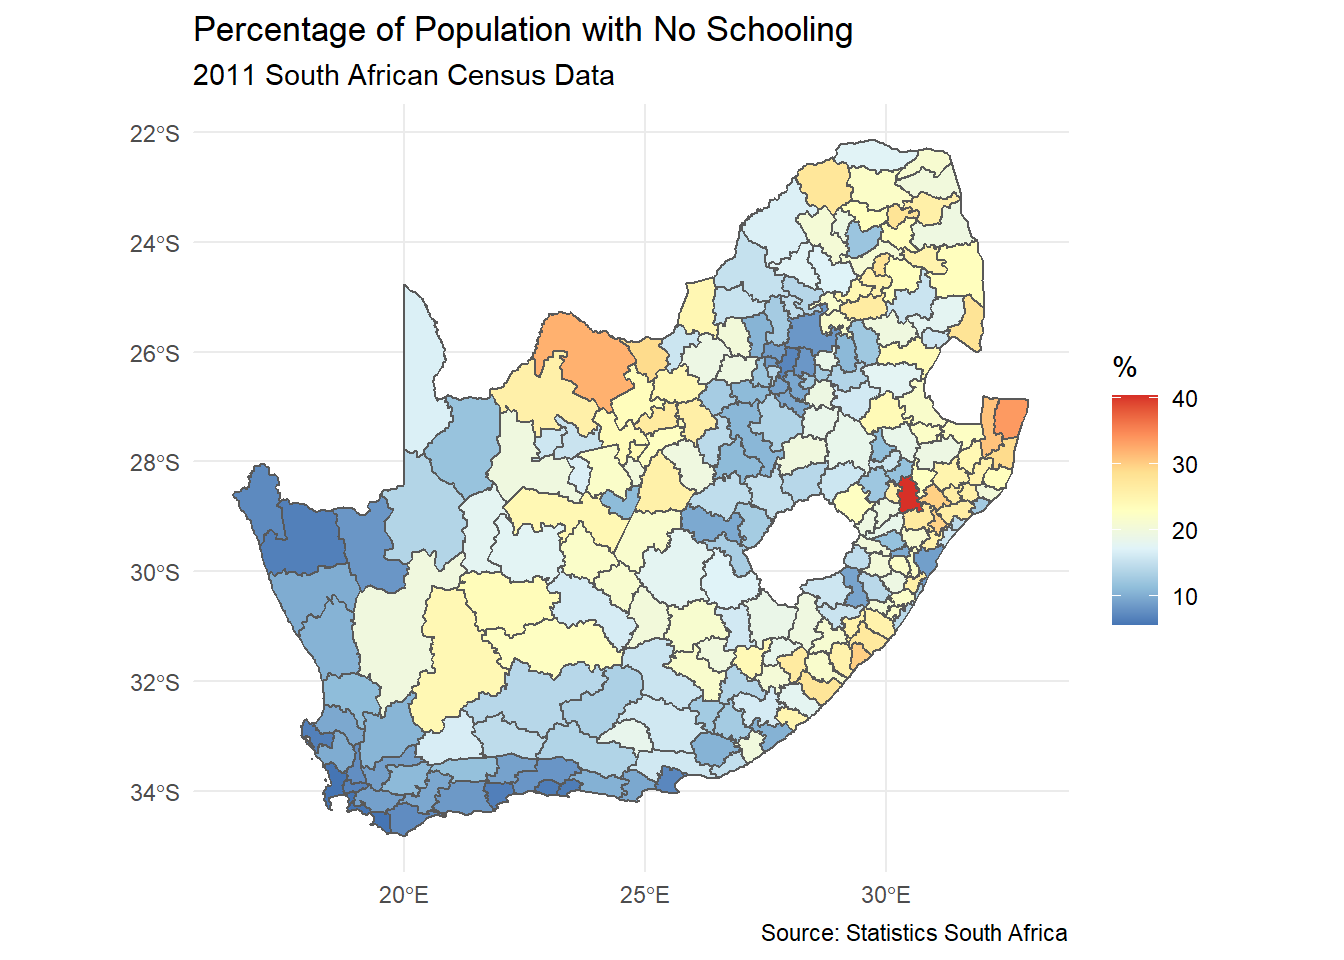 Percentage of Population with No Schooling
2011 South African Census Data
22°S
24°S
26°S
28°S
30°S
32°S
34°S
20°E
25°E
30°E
%
40
30
20
10
Source: Statistics South Africa